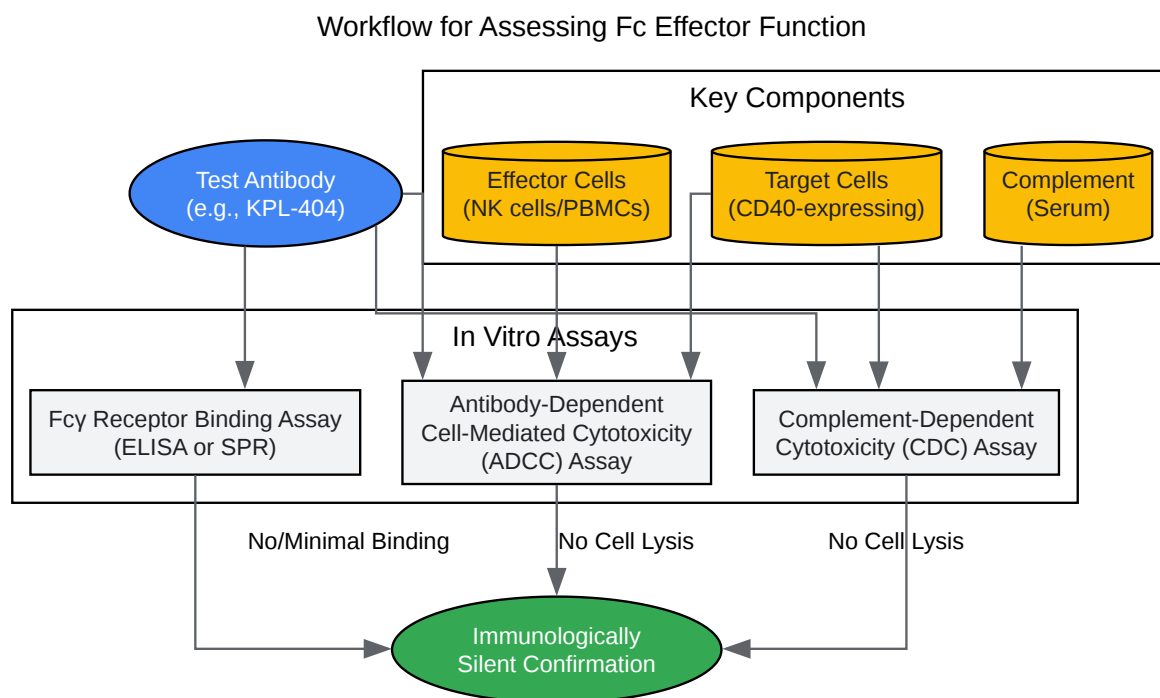 Workflow for Assessing Fc Effector Function
Key Components
Test Antibody
(e.g., KPL-404)
Effector Cells
(NK cells/PBMCs)
Target Cells
(CD40-expressing)
Complement
(Serum)
In Vitro Assays
Fcγ Receptor Binding Assay
(ELISA or SPR)
Antibody-Dependent
Cell-Mediated Cytotoxicity
(ADCC) Assay
Complement-Dependent
Cytotoxicity (CDC) Assay
No/Minimal Binding
No Cell Lysis
No Cell Lysis
Immunologically
Silent Confirmation